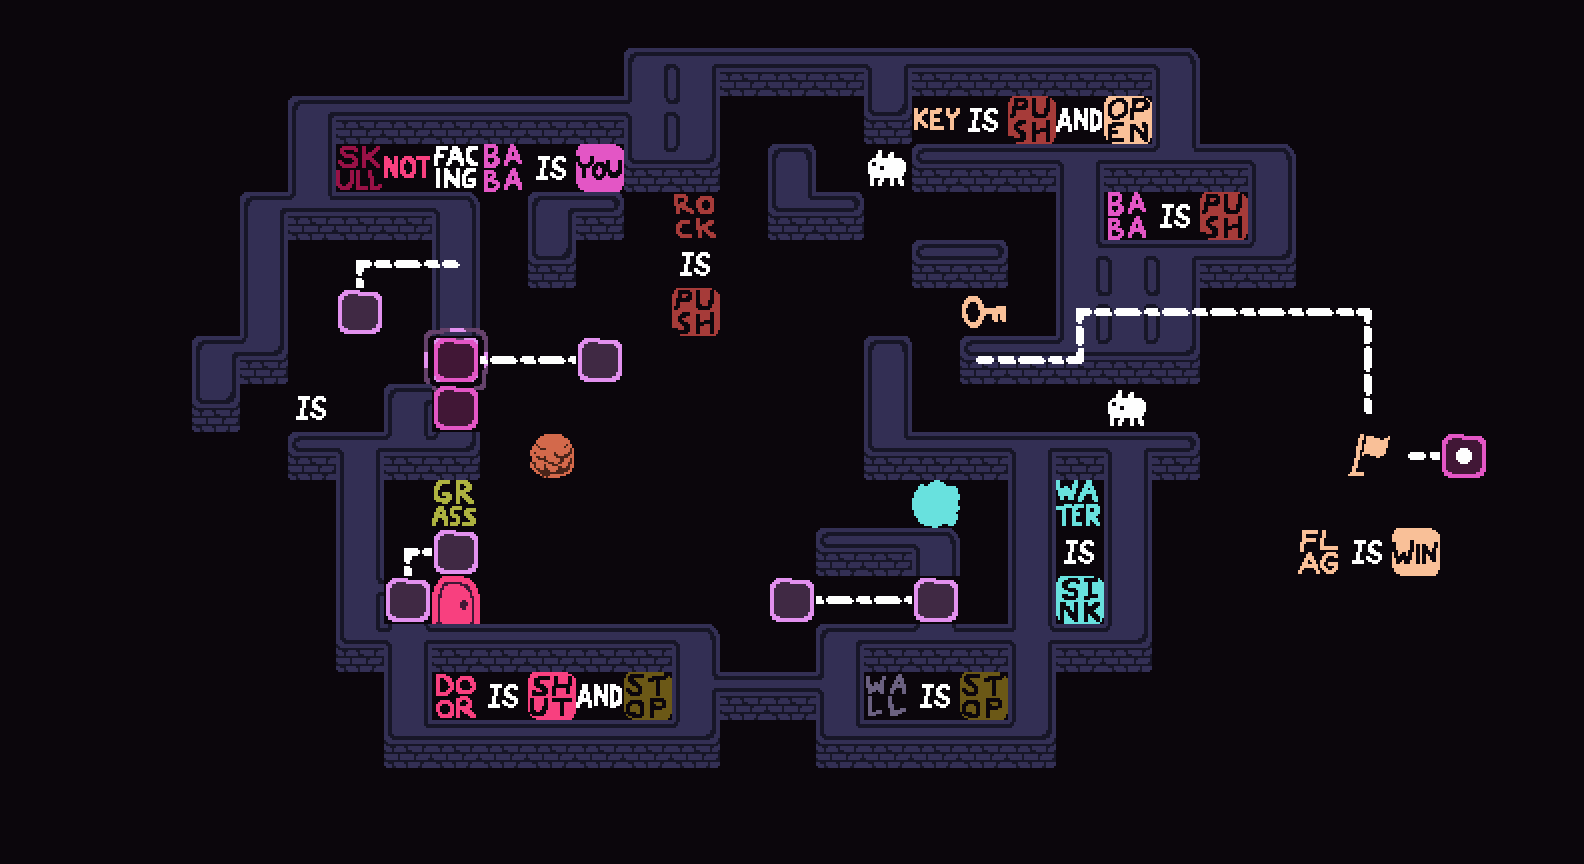 KEY IS PUSH AND OPEN
SKULL NOT FACING BABA IS YOU
BABA IS PUSH
ROCK IS PUSH
IS
GRASS
WATER IS SINK
FLAG IS WIN
DOOR IS SHUT AND STOP
WALL IS STOP